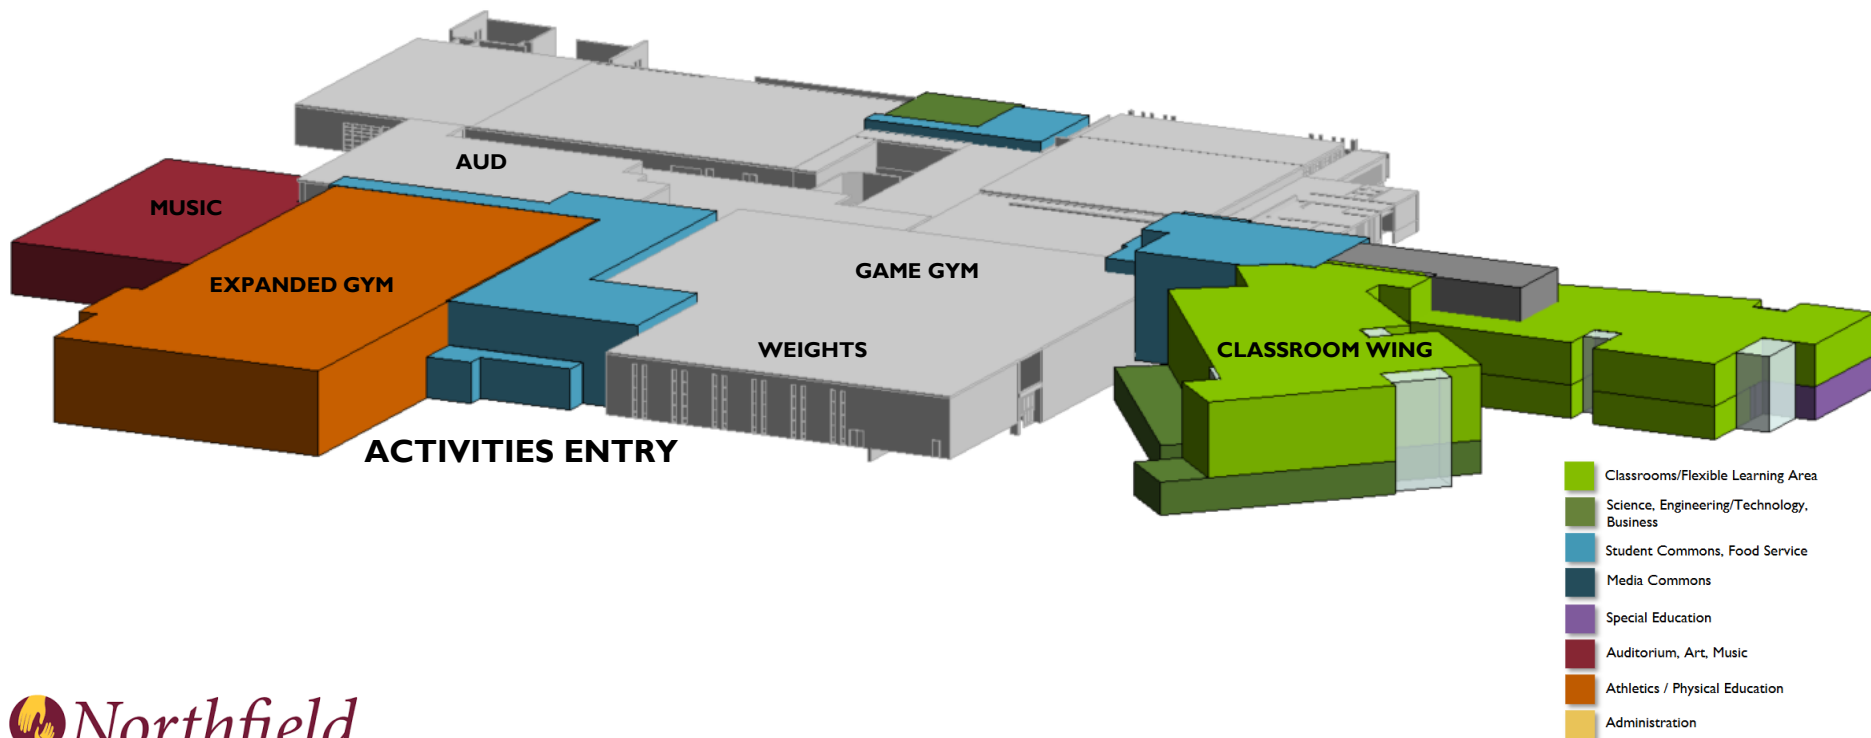 AUD
MUSIC
EXPANDED GYM
GAME GYM
WEIGHTS
CLASSROOM WING
ACTIVITIES ENTRY
Classrooms/Flexible Learning Area
Science, Engineering/Technology,
Business
Student Commons, Food Service
Media Commons
Special Education
Auditorium, Art, Music
Athletics / Physical Education
Administration
Northfield